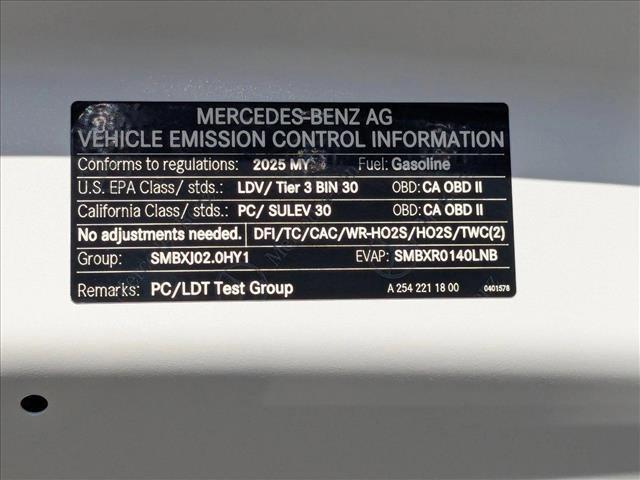 MERCEDES-BENZ AG
VEHICLE EMISSION CONTROL INFORMATION
Conforms to regulations: 2025 MY Fuel: Gasoline
U.S. EPA Class/ stds.: LDV/ Tier 3 BIN 30 OBD: CA OBD II
California Class/ stds.: PC/ SULEV 30 OBD: CA OBD II
No adjustments needed. DFI/TC/CAC/WR-HO2S/HO2S/TWC(2)
Group: SMBXJ02.0HY1 EVAP: SMBXR0140LNB
Remarks: PC/LDT Test Group A 254 221 18 00 0401578